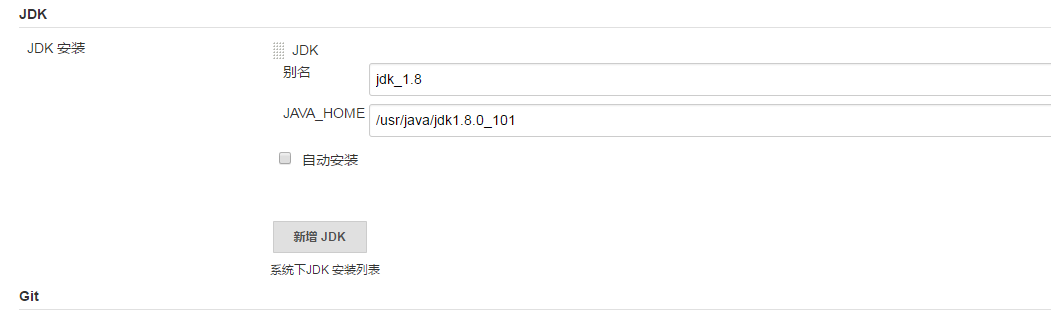 JDK
JDK 安装
JDK
别名
jdk_1.8
JAVA_HOME
/usr/java/jdk1.8.0_101
自动安装
新增 JDK
系统下JDK 安装列表
Git